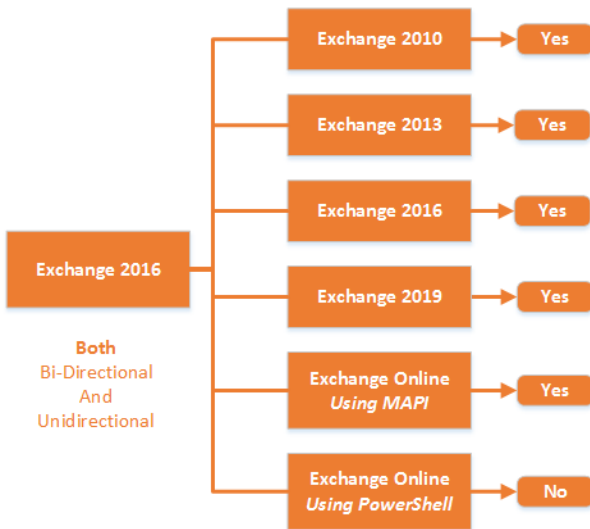 Exchange 2010
Yes
Exchange 2013
Yes
Exchange 2016
Yes
Exchange 2016
Both
Bi-Directional
And
Unidirectional
Exchange 2019
Yes
Exchange Online
Using MAPI
Yes
Exchange Online
Using PowerShell
No